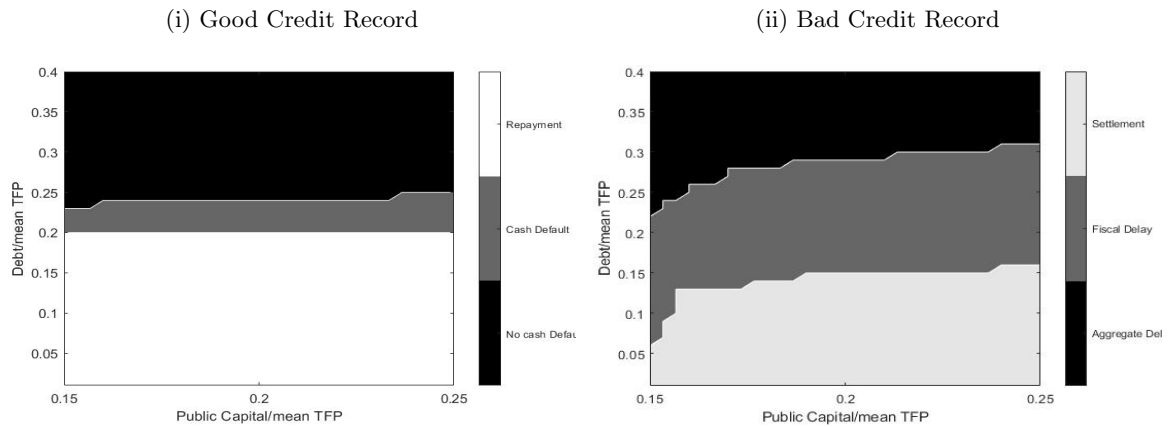 (i) Good Credit Record
(ii) Bad Credit Record
0.4
0.35
0.3
0.25
0.2
0.15
0.1
0.05
Debt/mean TFP
0.15
0.2
0.25
Public Capital/mean TFP
Repayment
Cash Default
No cash Defau
0.4
0.35
0.3
0.25
0.2
0.15
0.1
0.05
Debt/mean TFP
0.15
0.2
0.25
Public Capital/mean TFP
Settlement
Fiscal Delay
Aggregate Del